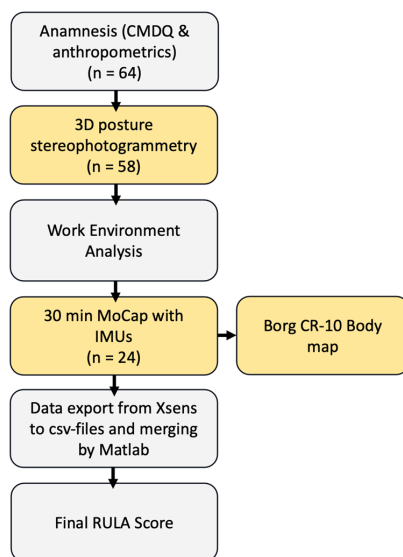 Anamnesis (CMDQ &
anthropometrics)
(n = 64)
3D posture
stereophotogrammetry
(n = 58)
Work Environment
Analysis
30 min MoCap with
IMUs
(n = 24)
Borg CR-10 Body
map
Data export from Xsens
to csv-files and merging
by Matlab
Final RULA Score